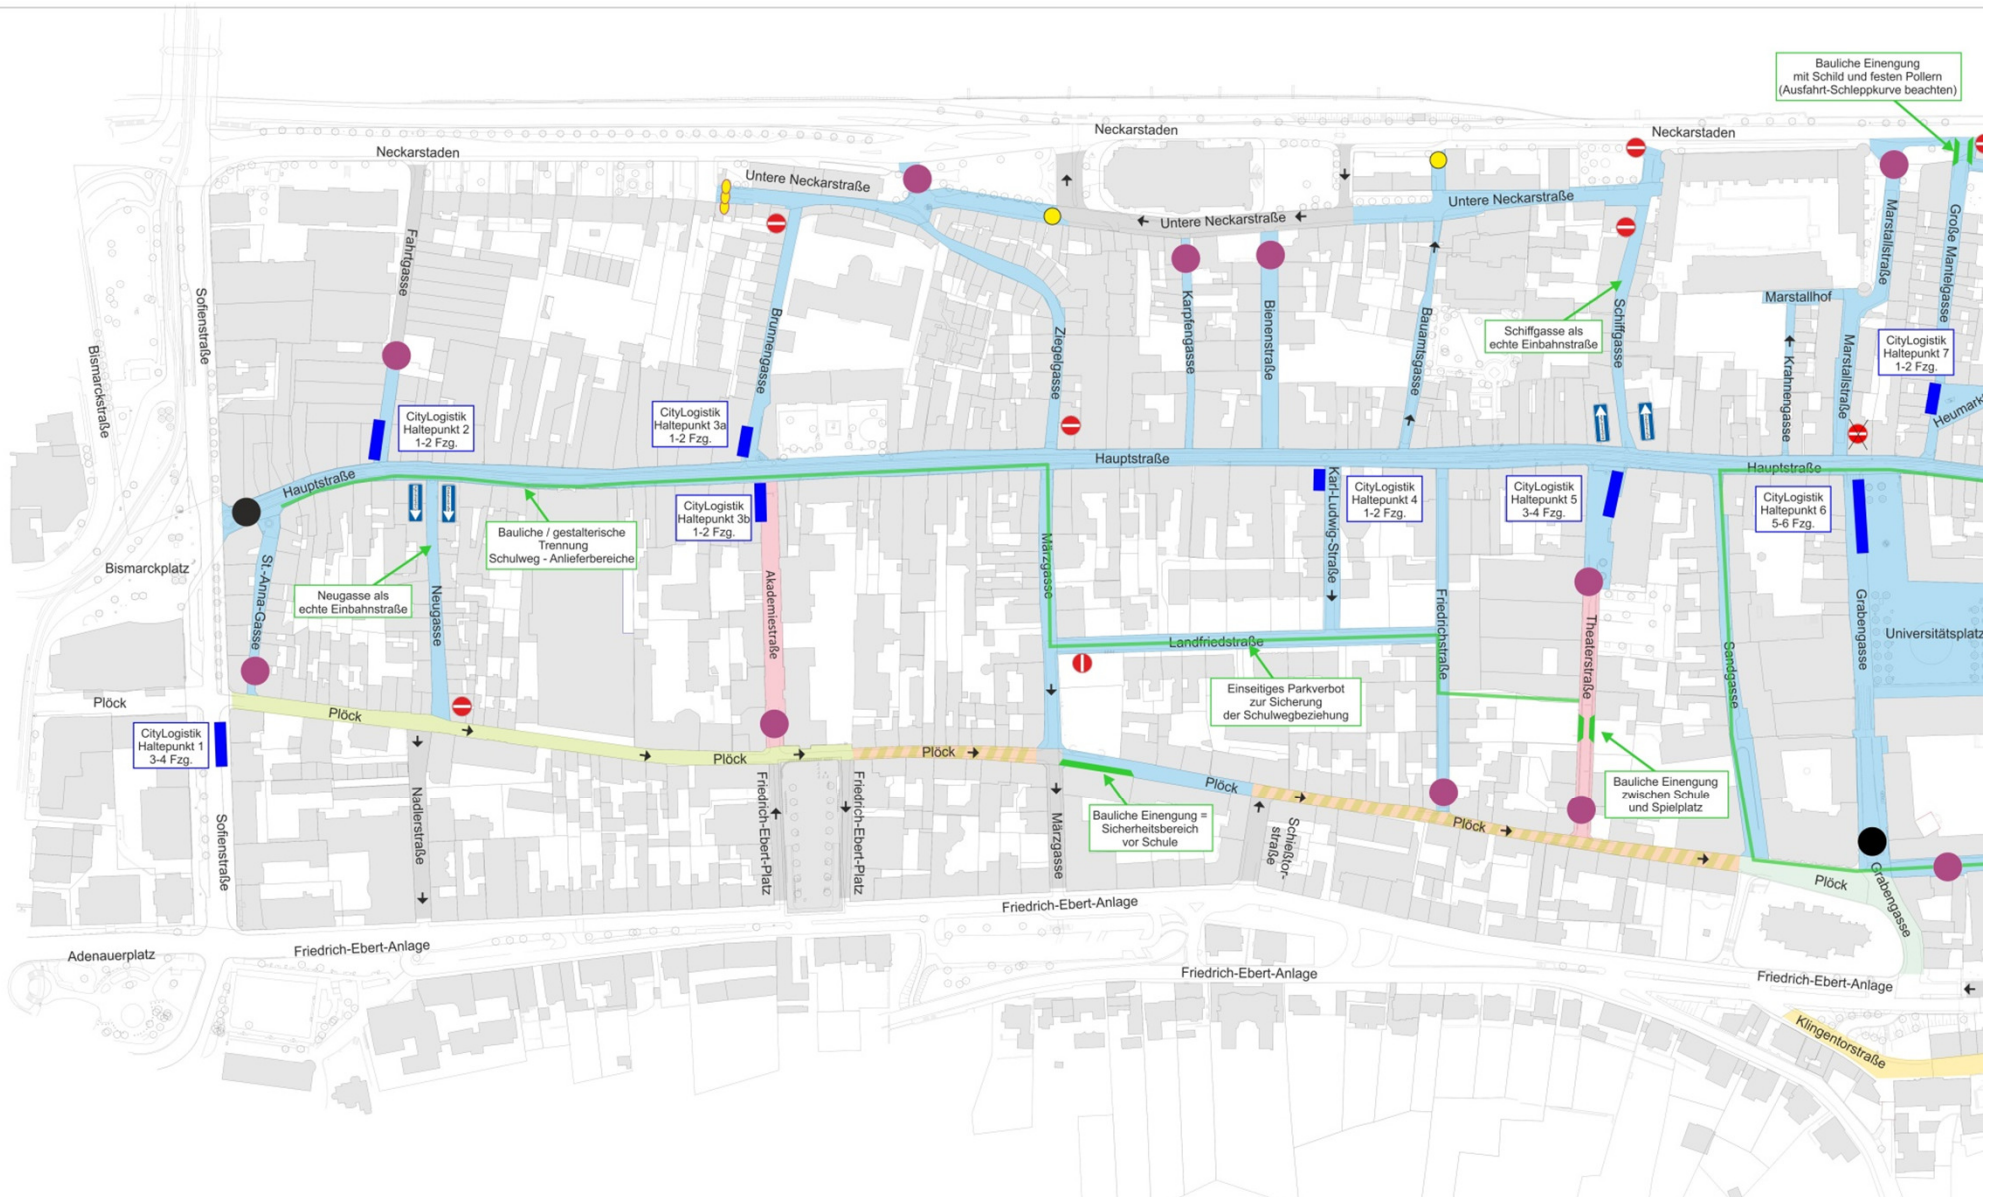 Bauliche Einengung
mit Schild und festen Pollern
(Ausfahrt-Schleppkurve beachten)
Neckarstaden
Neckarstaden
Neckarstaden
Untere Neckarstraße
Untere Neckarstraße
Untere Neckarstraße
Fahrtgasse
Sofienstraße
Bismarckstraße
Brunnengasse
Ziegelgasse
Karpfengasse
Bienenstraße
Bauamtsgasse
Schiffgasse
Schiffgasse als
echte Einbahnstraße
Marstallhof
Krahnengasse
Marstallstraße
Marstallstraße
Große Mantelgasse
CityLogistik
Haltepunkt 7
1-2 Fzg.
CityLogistik
Haltepunkt 2
1-2 Fzg.
CityLogistik
Haltepunkt 3a
1-2 Fzg.
Hauptstraße
Hauptstraße
Hauptstraße
CityLogistik
Haltepunkt 3b
1-2 Fzg.
Karl-Ludwig-Straße
CityLogistik
Haltepunkt 4
1-2 Fzg.
CityLogistik
Haltepunkt 5
3-4 Fzg.
CityLogistik
Haltepunkt 6
5-6 Fzg.
Bauliche / gestalterische
Trennung
Schulweg - Anlieferbereiche
Bismarckplatz
St.-Anna-Gasse
Neugasse als
echte Einbahnstraße
Neugasse
Akademiestraße
Märzgasse
Landfriedstraße
Friedrichstraße
Theaterstraße
Sandgasse
Grabengasse
Universitätsplatz
Einseitiges Parkverbot
zur Sicherung
der Schulwegbeziehung
Plöck
Plöck
CityLogistik
Haltepunkt 1
3-4 Fzg.
Plöck
Plöck
Plöck
Plöck
Plöck
Bauliche Einengung
zwischen Schule
und Spielplatz
Bauliche Einengung =
Sicherheitsbereich
vor Schule
Sofienstraße
Nadlerstraße
Friedrich-Ebert-Platz
Friedrich-Ebert-Platz
Märzgasse
Schießtor-
straße
Grabengasse
Friedrich-Ebert-Anlage
Friedrich-Ebert-Anlage
Adenauerplatz
Friedrich-Ebert-Anlage
Friedrich-Ebert-Anlage
Klingentorstraße